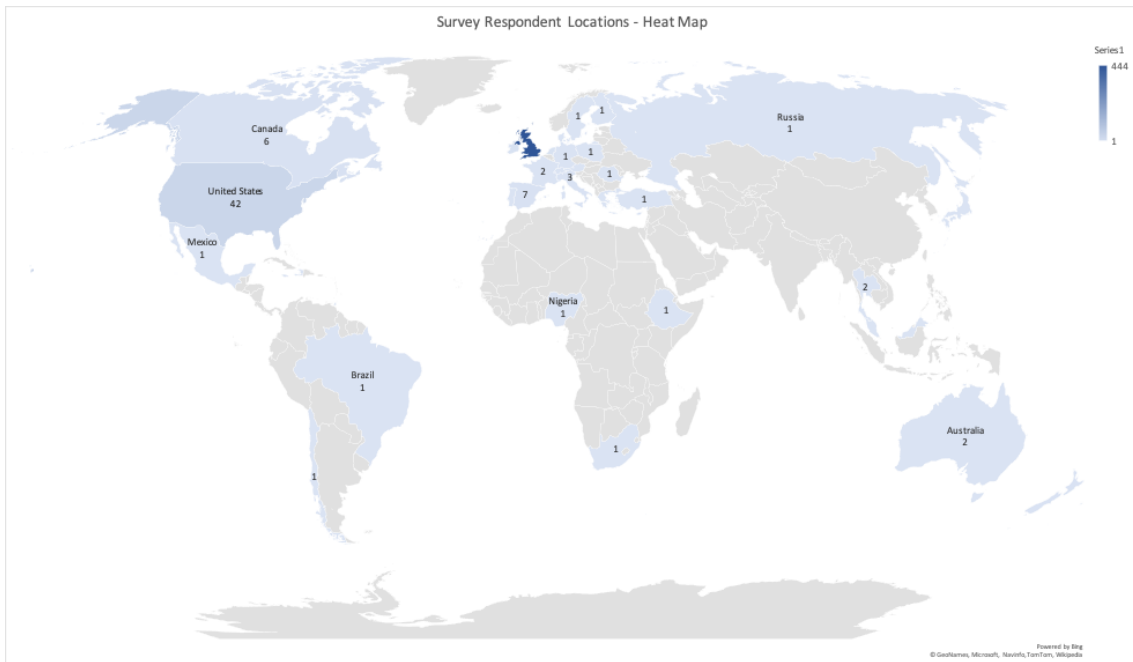 Survey Respondent Locations - Heat Map
Series1
444
1
Canada
6
United States
42
Mexico
1
Brazil
1
1
1
1
Russia
1
1
1
2
3
1
7
1
Nigeria
1
1
1
2
Australia
2
Powered by Bing
© GeoNames, Microsoft, Navinfo, TomTom, Wikipedia